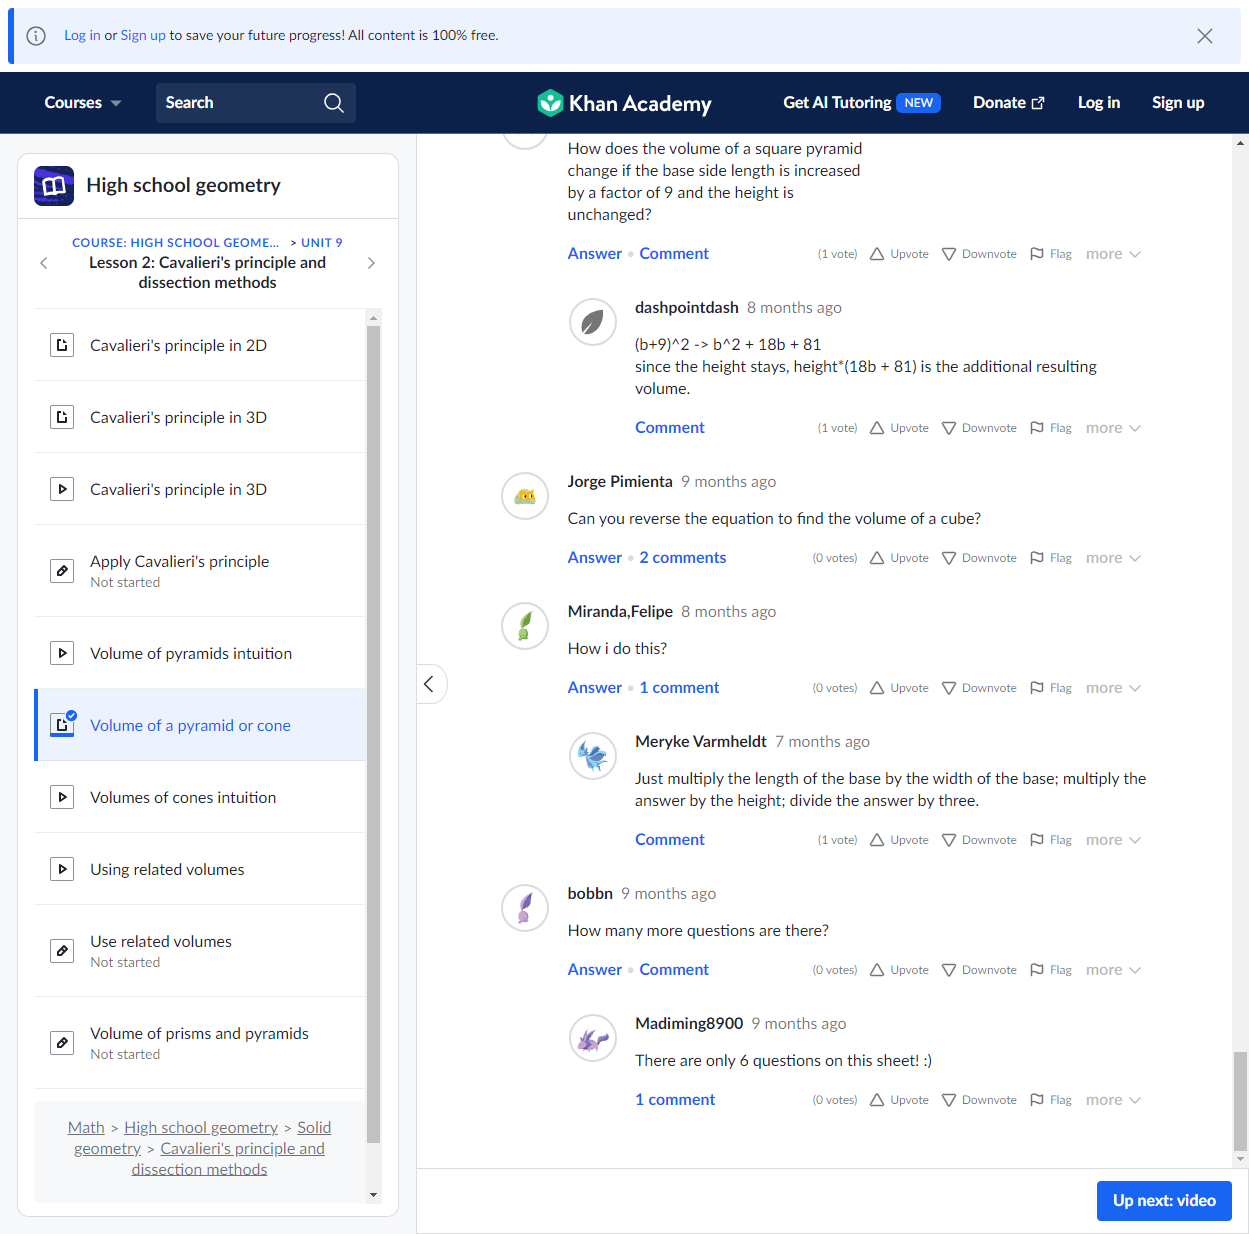 Log in or Sign up to save your future progress! All content is 100% free.
Courses
Search
Khan Academy
Get AI Tutoring NEW
Donate
Log in
Sign up
High school geometry
COURSE: HIGH SCHOOL GEOME... > UNIT 9
Lesson 2: Cavalieri's principle and
dissection methods
Cavalieri's principle in 2D
Cavalieri's principle in 3D
Cavalieri's principle in 3D
Apply Cavalieri's principle
Not started
Volume of pyramids intuition
Volume of a pyramid or cone
Volumes of cones intuition
Using related volumes
Use related volumes
Not started
Volume of prisms and pyramids
Not started
Math > High school geometry > Solid
geometry > Cavalieri's principle and
dissection methods
How does the volume of a square pyramid
change if the base side length is increased
by a factor of 9 and the height is
unchanged?
Answer • Comment (1 vote) Upvote Downvote Flag more
dashpointdash 8 months ago
(b+9)^2 -> b^2 + 18b + 81
since the height stays, height*(18b + 81) is the additional resulting
volume.
Comment (1 vote) Upvote Downvote Flag more
Jorge Pimienta 9 months ago
Can you reverse the equation to find the volume of a cube?
Answer • 2 comments (0 votes) Upvote Downvote Flag more
Miranda,Felipe 8 months ago
How i do this?
Answer • 1 comment (0 votes) Upvote Downvote Flag more
Meryke Varmheldt 7 months ago
Just multiply the length of the base by the width of the base; multiply the
answer by the height; divide the answer by three.
Comment (1 vote) Upvote Downvote Flag more
bobbn 9 months ago
How many more questions are there?
Answer • Comment (0 votes) Upvote Downvote Flag more
Madiming8900 9 months ago
There are only 6 questions on this sheet! :)
1 comment (0 votes) Upvote Downvote Flag more
Up next: video